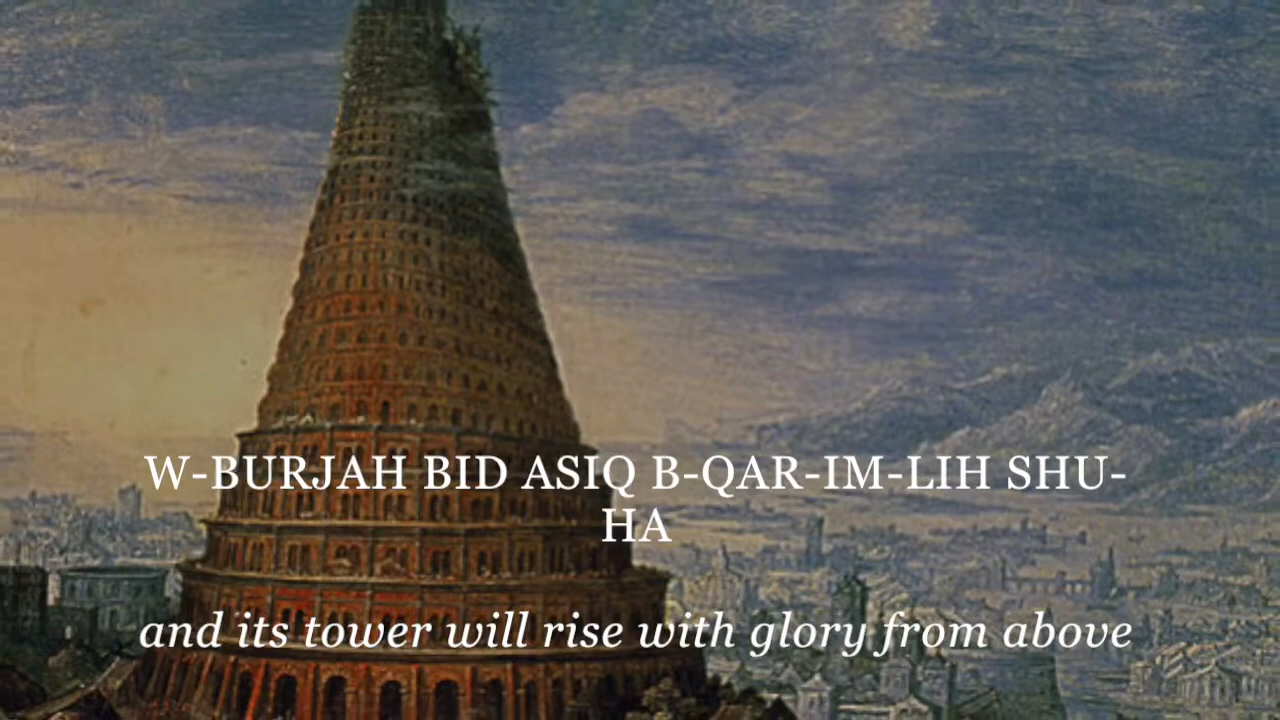 W-BURJAH BID ASIQ B-QAR-IM-LIH SHU-
HA
and its tower will rise with glory from above